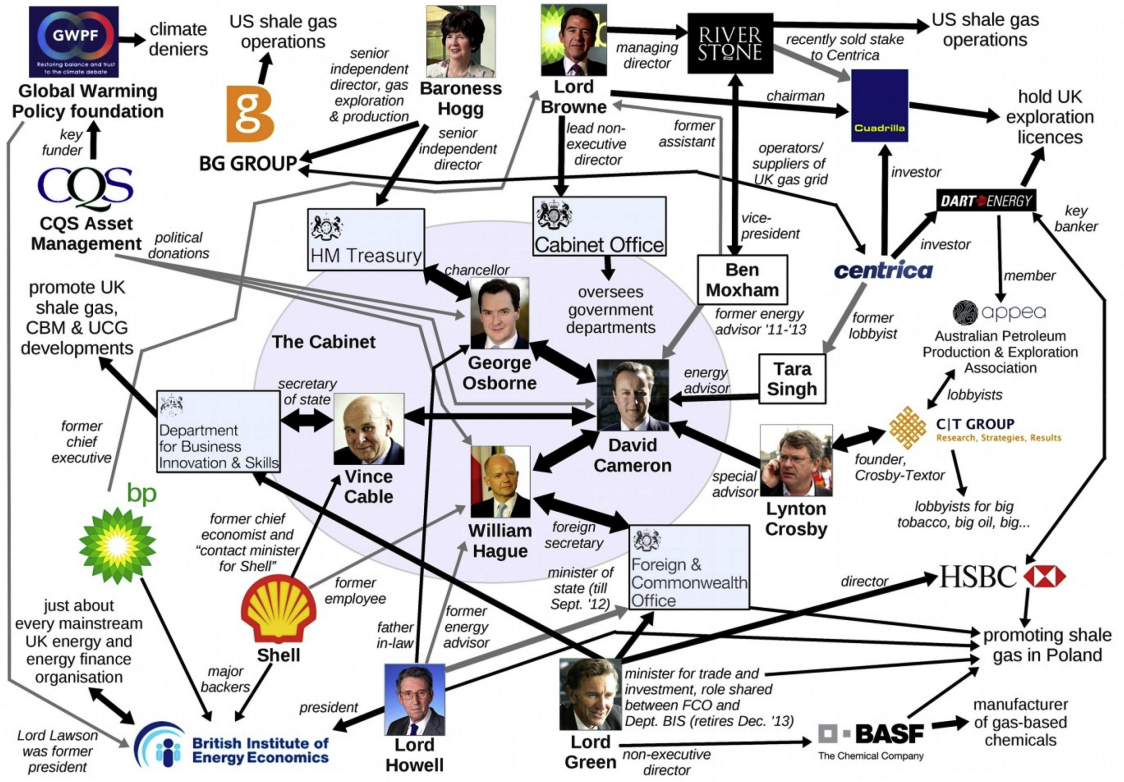 GWPF
Restoring balance and trust
to the climate debate
climate
deniers
Global Warming
Policy foundation
key
funder
CQS
CQS Asset
Management
US shale gas
operations
BG GROUP
senior
independent
director, gas
exploration
& production
Baroness
Hogg
senior
independent
director
Lord
Browne
managing
director
RIVER
STONE
recently sold stake
to Centrica
US shale gas
operations
chairman
Cuadrilla
hold UK
exploration
licences
lead non-
executive
director
former
assistant
operators/
suppliers of
UK gas grid
investor
DART ENERGY
key
banker
political
donations
HM Treasury
Cabinet Office
vice-
president
centrica
investor
member
chancellor
oversees
government
departments
Ben
Moxham
former energy
advisor '11-'13
former
lobbyist
appea
Australian Petroleum
Production & Exploration
Association
promote UK
shale gas,
CBM & UCG
developments
The Cabinet
George
Osborne
energy
advisor
Tara
Singh
lobbyists
secretary
of state
Department
for Business
Innovation & Skills
Vince
Cable
David
Cameron
C|T GROUP
Research, Strategies, Results
founder,
Crosby-Textor
former
chief
executive
special
advisor
Lynton
Crosby
lobbyists for big
tobacco, big oil, big...
bp
former chief
economist and
"contact minister
for Shell"
William
Hague
foreign
secretary
Foreign &
Commonwealth
Office
minister of
state (till
Sept. '12)
director
HSBC
just about
every mainstream
UK energy and
energy finance
organisation
Shell
former
employee
father
in-law
former
energy
advisor
promoting shale
gas in Poland
major
backers
president
minister for trade and
investment, role shared
between FCO and
Dept. BIS (retires Dec. '13)
manufacturer
of gas-based
chemicals
Lord Lawson
was former
president
British Institute of
Energy Economics
Lord
Howell
Lord
Green
non-executive
director
BASF
The Chemical Company